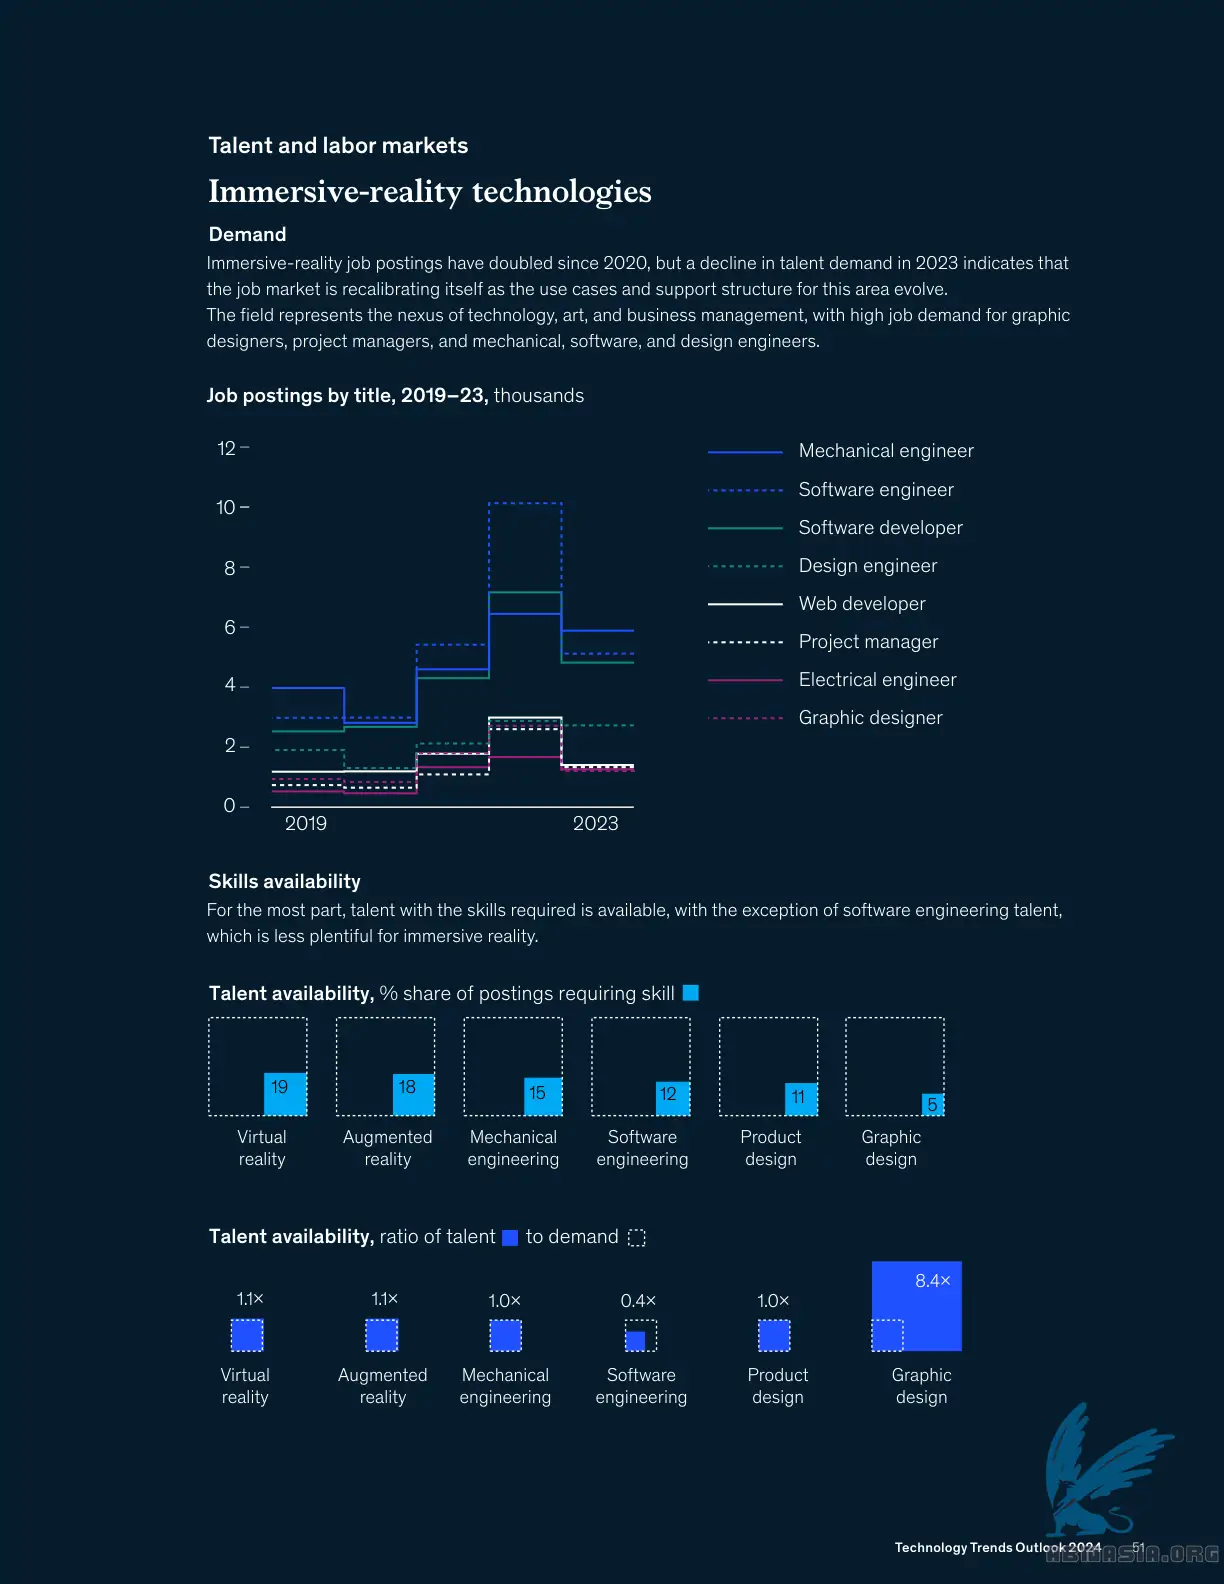 Talent and labor markets
Immersive-reality technologies
Demand
Immersive-reality job postings have doubled since 2020, but a decline in talent demand in 2023 indicates that
the job market is recalibrating itself as the use cases and support structure for this area evolve.
The field represents the nexus of technology, art, and business management, with high job demand for graphic
designers, project managers, and mechanical, software, and design engineers.
Job postings by title, 2019–23, thousands
12
10
8
6
4
2
0
2019 2023
Mechanical engineer
Software engineer
Software developer
Design engineer
Web developer
Project manager
Electrical engineer
Graphic designer
Skills availability
For the most part, talent with the skills required is available, with the exception of software engineering talent,
which is less plentiful for immersive reality.
Talent availability, % share of postings requiring skill
19 18 15 12 11 5
Virtual Augmented Mechanical Software Product Graphic
reality reality engineering engineering design design
Talent availability, ratio of talent to demand
1.1× 1.1× 1.0× 0.4× 1.0× 8.4×
Virtual Augmented Mechanical Software Product Graphic
reality reality engineering engineering design design
Technology Trends Outlook 2024 51
ABINASIA.ORG